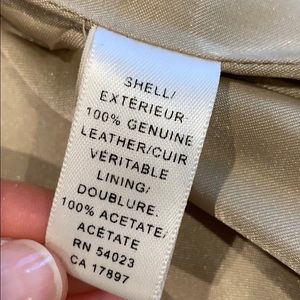 SHELL/
EXTÉRIEUR
100% GENUINE
LEATHER/CUIR
VÉRITABLE
LINING/
DOUBLURE.
100% ACETATE/
ACÉTATE
RN 54023
CA 17897